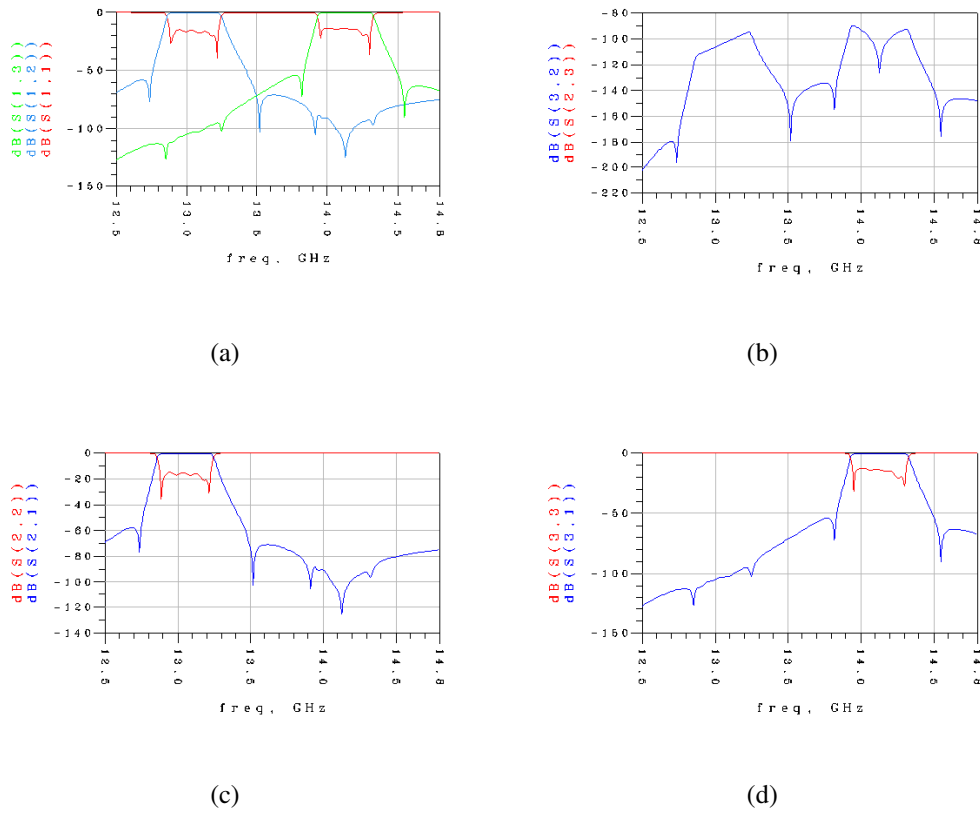 dB(S(1,3))
dB(S(1,2))
dB(S(1,1))
0
-50
-100
-150
12.5
13.0
13.5
14.0
14.5
14.8
freq, GHz
(a)
dB(S(3,2))
dB(S(2,3))
-80
-100
-120
-140
-160
-180
-200
-220
12.5
13.0
13.5
14.0
14.5
14.8
freq, GHz
(b)
dB(S(2,2))
dB(S(2,1))
0
-20
-40
-60
-80
-100
-120
-140
12.5
13.0
13.5
14.0
14.5
14.8
freq, GHz
(c)
dB(S(3,3))
dB(S(3,1))
0
-50
-100
-150
12.5
13.0
13.5
14.0
14.5
14.8
freq, GHz
(d)